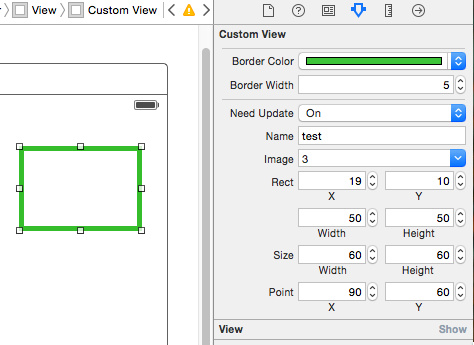 View Custom View
Custom View
Border Color
Border Width 5
Need Update On
Name test
Image 3
Rect 19 10
X Y
50 50
Width Height
Size 60 60
Width Height
Point 90 60
X Y
View Show